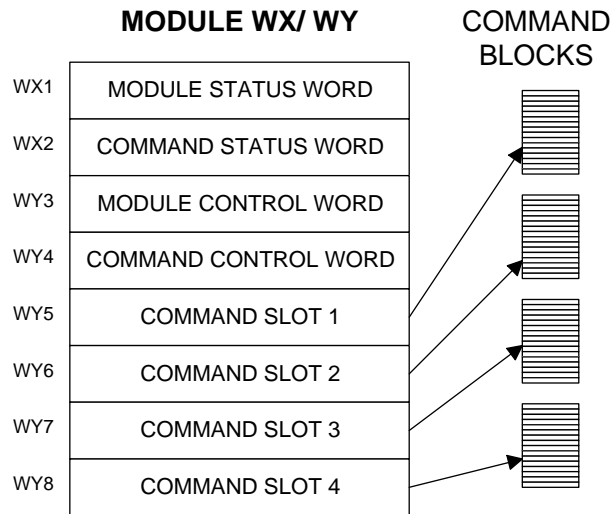 MODULE WX/ WY
COMMAND
BLOCKS
WX1 MODULE STATUS WORD
WX2 COMMAND STATUS WORD
WY3 MODULE CONTROL WORD
WY4 COMMAND CONTROL WORD
WY5 COMMAND SLOT 1
WY6 COMMAND SLOT 2
WY7 COMMAND SLOT 3
WY8 COMMAND SLOT 4